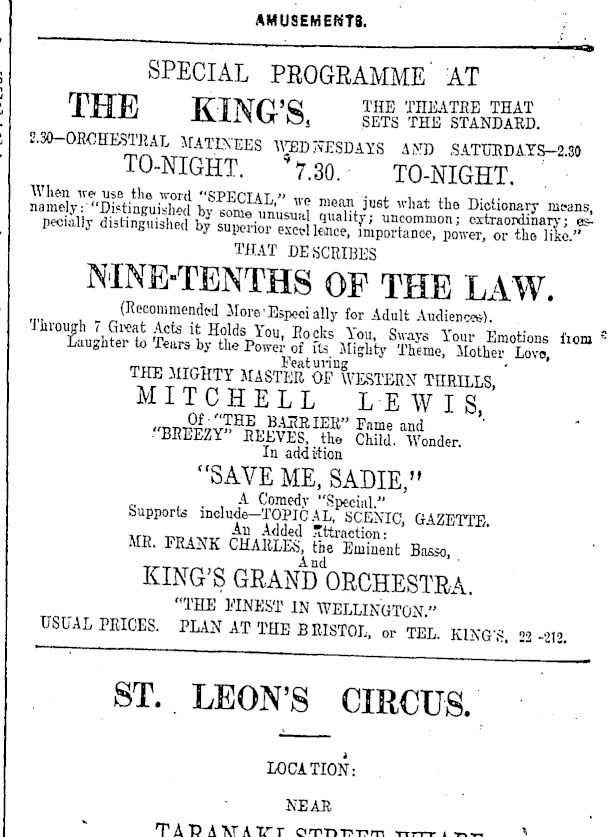 AMUSEMENTS.
SPECIAL PROGRAMME AT
THE KING'S, THE THEATRE THAT
SETS THE STANDARD.
2.30—ORCHESTRAL MATINEES WEDNESDAYS AND SATURDAYS—2.30
TO-NIGHT. 7.30. TO-NIGHT.
When we use the word "SPECIAL," we mean just what the Dictionary means,
namely: "Distinguished by some unusual quality; uncommon; extraordinary; es-
pecially distinguished by superior excellence, importance, power, or the like."
THAT DESCRIBES
NINE-TENTHS OF THE LAW.
(Recommended More Especially for Adult Audiences).
Through 7 Great Acts it Holds You, Rocks You, Sways Your Emotions from
Laughter to Tears by the Power of its Mighty Theme, Mother Love,
Featuring
THE MIGHTY MASTER OF WESTERN THRILLS,
MITCHELL LEWIS,
Of "THE BARRIER" Fame and
"BREEZY" REEVES, the Child Wonder.
In addition
"SAVE ME, SADIE,"
A Comedy "Special."
Supports include—TOPICAL, SCENIC, GAZETTE.
An Added Attraction:
MR. FRANK CHARLES, the Eminent Basso,
And
KING'S GRAND ORCHESTRA.
"THE FINEST IN WELLINGTON."
USUAL PRICES. PLAN AT THE BRISTOL, or TEL. KING'S, 22-212.
ST. LEON'S CIRCUS.
LOCATION:
NEAR
TARANAKI STREET WHARF